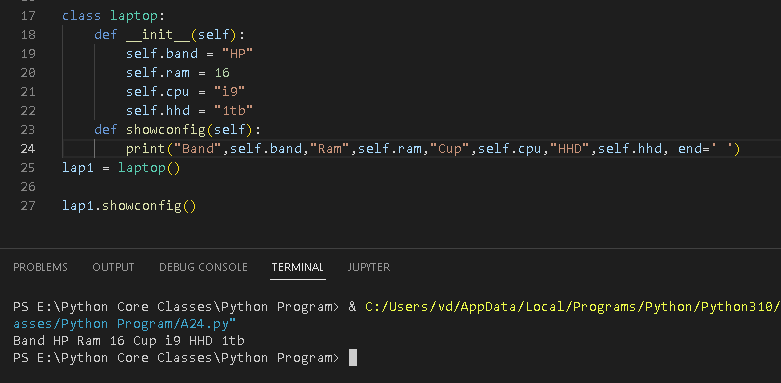 17 class laptop:
18     def __init__(self):
19         self.band = "HP"
20         self.ram = 16
21         self.cpu = "i9"
22         self.hhd = "1tb"
23     def showconfig(self):
24         print("Band",self.band,"Ram",self.ram,"Cup",self.cpu,"HHD",self.hhd, end=' ')
25 lap1 = laptop()
26
27 lap1.showconfig()
PROBLEMS OUTPUT DEBUG CONSOLE TERMINAL JUPYTER
PS E:\Python Core Classes\Python Program> & C:/Users/vd/AppData/Local/Programs/Python/Python310/
asses/Python Program/A24.py"
Band HP Ram 16 Cup i9 HHD 1tb
PS E:\Python Core Classes\Python Program>